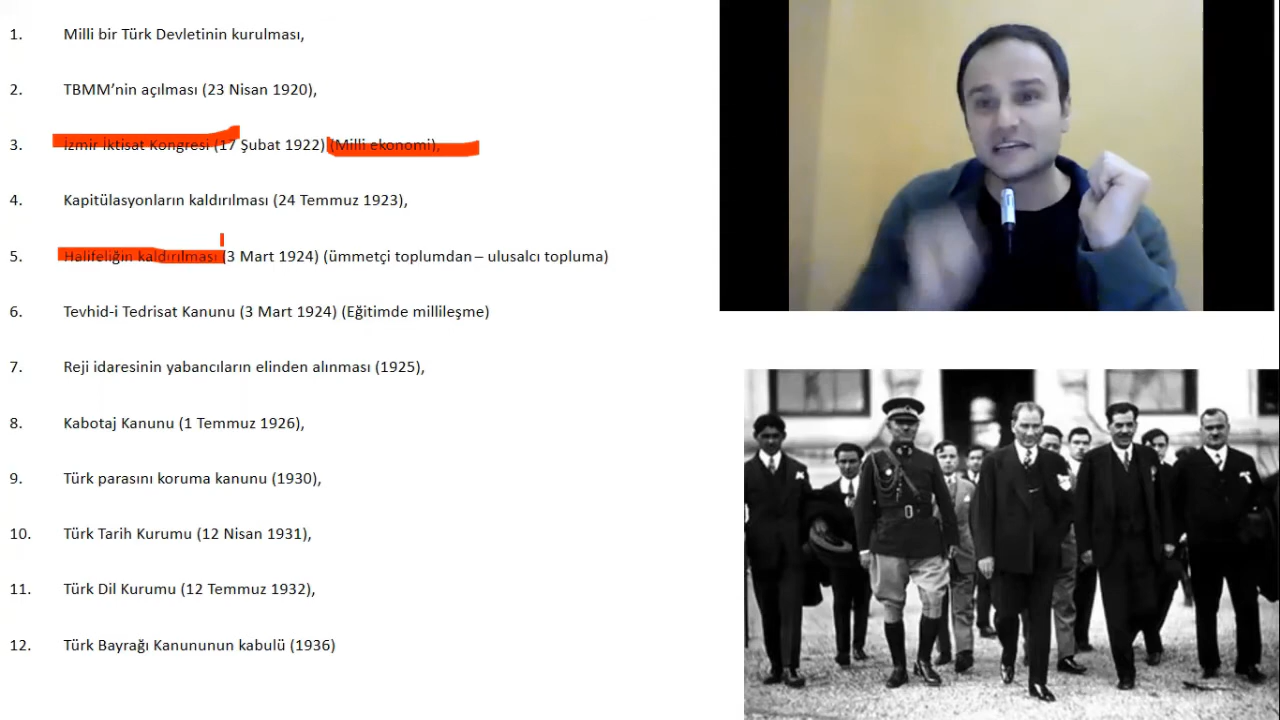 1. Milli bir Türk Devletinin kurulması,
2. TBMM’nin açılması (23 Nisan 1920),
3. İzmir İktisat Kongresi (17 Şubat 1922) (Milli ekonomi),
4. Kapitülasyonların kaldırılması (24 Temmuz 1923),
5. Halifeliğin kaldırılması (3 Mart 1924) (ümmetçi toplumdan – ulusalcı topluma)
6. Tevhid-i Tedrisat Kanunu (3 Mart 1924) (Eğitimde millileşme)
7. Reji idaresinin yabancıların elinden alınması (1925),
8. Kabotaj Kanunu (1 Temmuz 1926),
9. Türk parasını koruma kanunu (1930),
10. Türk Tarih Kurumu (12 Nisan 1931),
11. Türk Dil Kurumu (12 Temmuz 1932),
12. Türk Bayrağı Kanununun kabulü (1936)